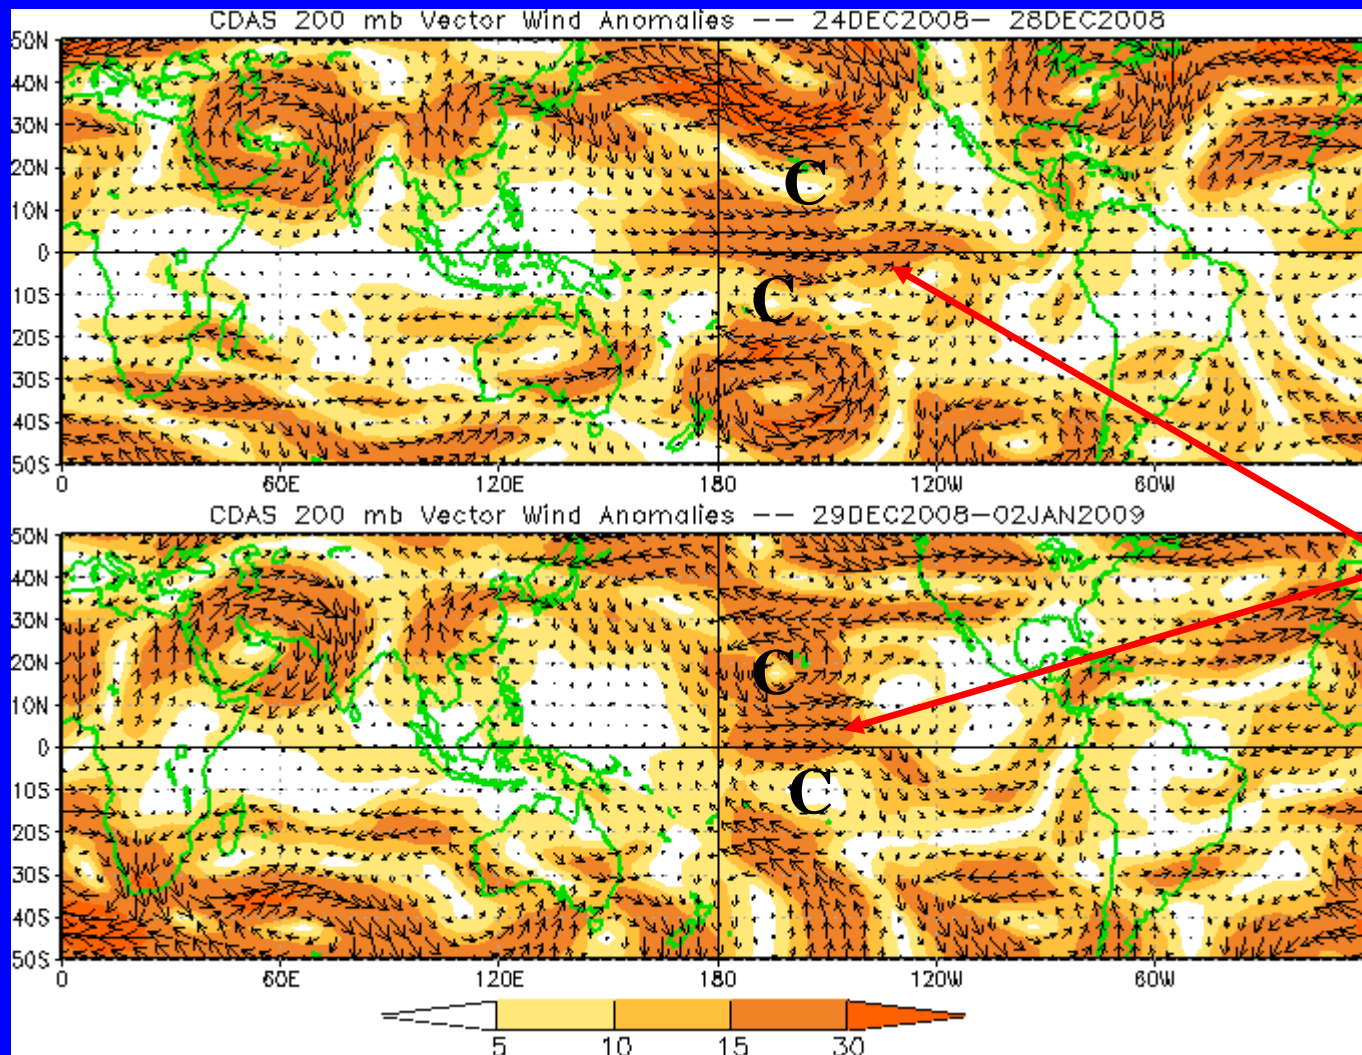 CDAS 200 mb Vector Wind Anomalies -- 24DEC2008- 28DEC2008
50N
40N
30N
20N
10N
0
10S
20S
30S
40S
50S
C
C
0 60E 120E 180 120W 60W
CDAS 200 mb Vector Wind Anomalies -- 29DEC2008-02JAN2009
50N
40N
30N
20N
10N
0
10S
20S
30S
40S
50S
C
C
0 60E 120E 180 120W 60W
5 10 15 30